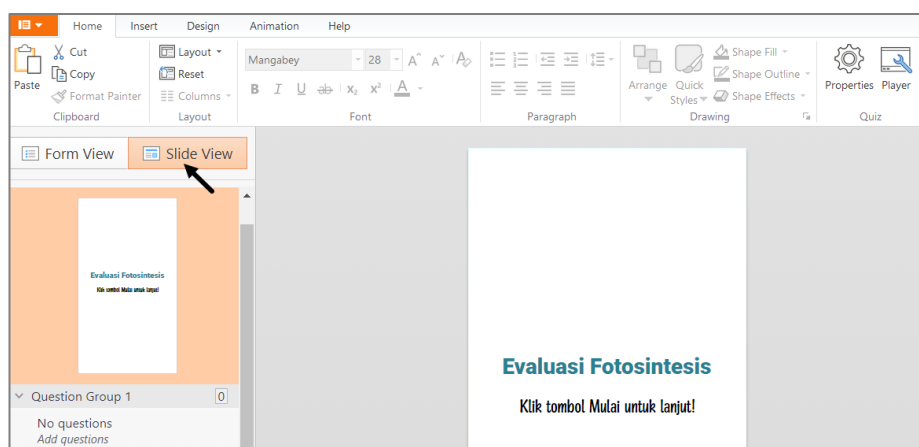 Home Insert Design Animation Help
Cut Layout Mangabey 28 Shape Fill
Copy Reset Shape Outline
Paste Format Painter Columns B I U ab x₂ x² A Arrange Quick Styles Shape Effects Properties Player
Clipboard Layout Font Paragraph Drawing Quiz
Form View Slide View
Evaluasi Fotosintesis
Klik tombol Mulai untuk lanjut!
Question Group 1 0
No questions
Add questions
Evaluasi Fotosintesis
Klik tombol Mulai untuk lanjut!